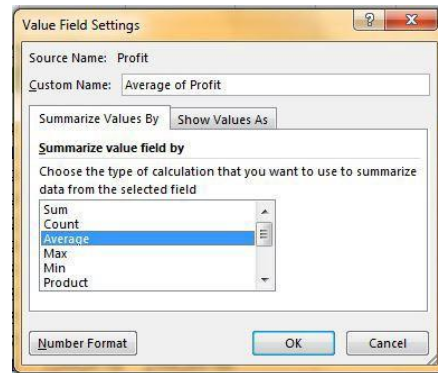 Value Field Settings
Source Name: Profit
Custom Name: Average of Profit
Summarize Values By Show Values As
Summarize value field by
Choose the type of calculation that you want to use to summarize
data from the selected field
Sum
Count
Average
Max
Min
Product
Number Format OK Cancel